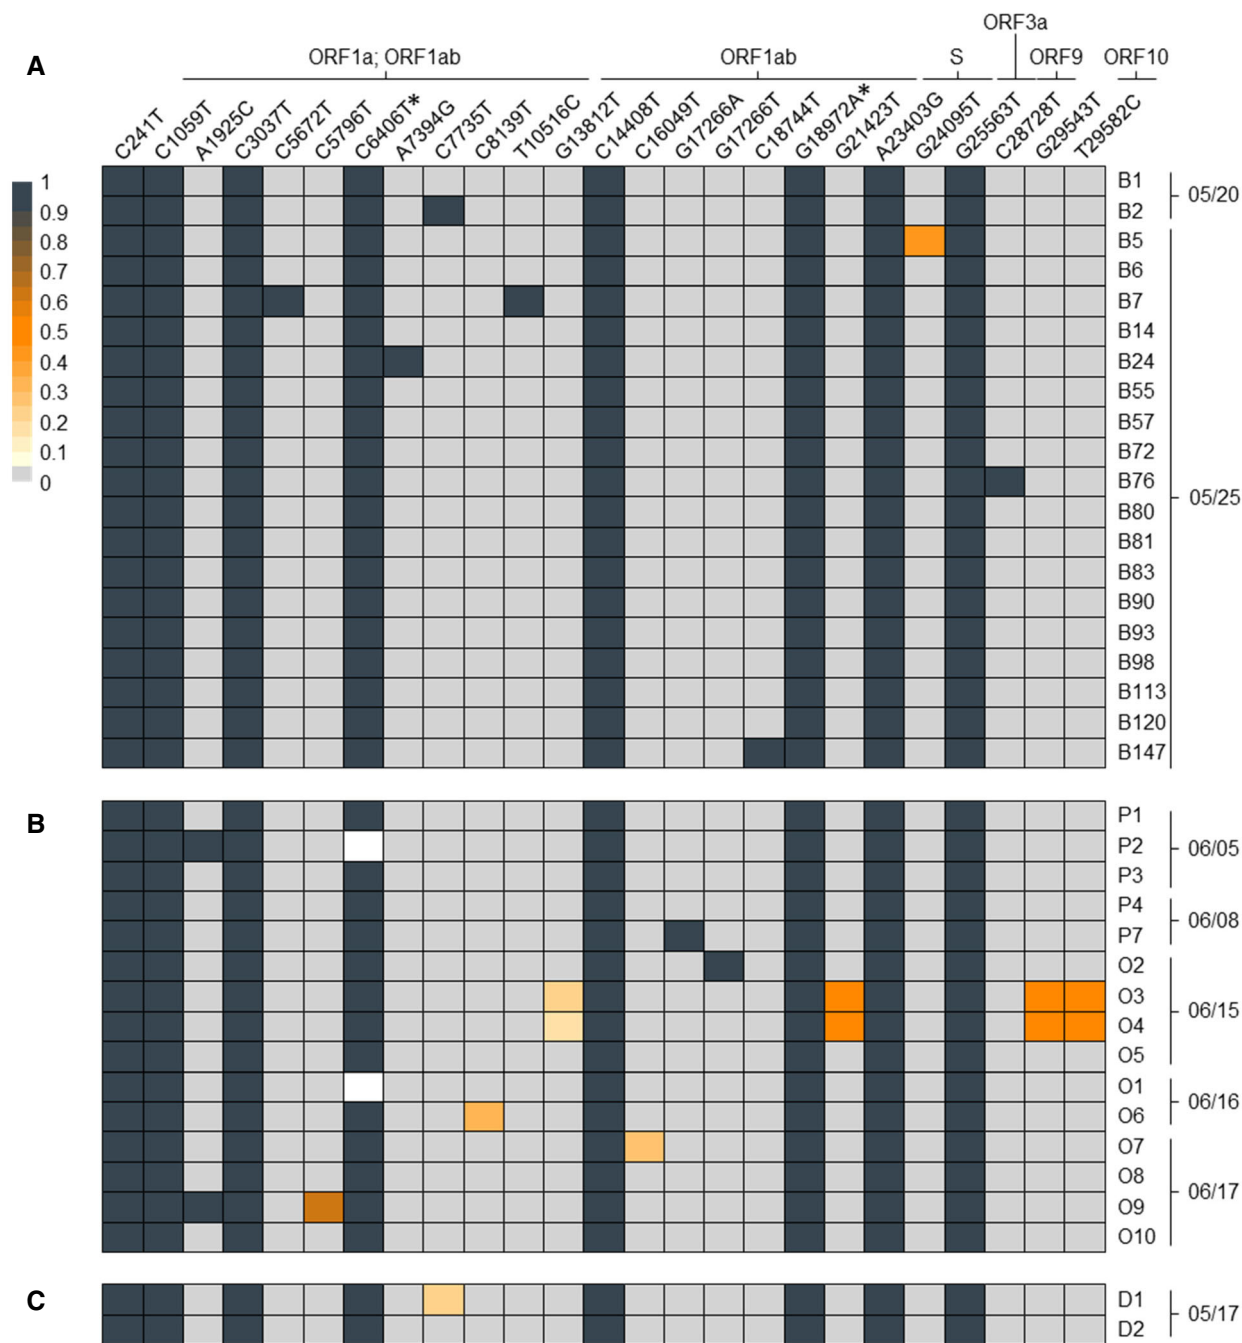 ORF3a
A
ORF1a; ORF1ab
ORF1ab
S
ORF9
ORF10
C241T
C1059T
A1925C
C3037T
C5672T
C5796T
C6406T*
A7394G
C7735T
C8139T
T10516C
G13812T
C14408T
C16049T
G17266A
G17266T
C18744T
G18972A*
G21423T
A23403G
G24095T
G25563T
C28728T
G29543T
T29582C
1
0.9
0.8
0.7
0.6
0.5
0.4
0.3
0.2
0.1
0
B1
B2
05/20
B5
B6
B7
B14
B24
B55
B57
B72
B76
B80
B81
B83
B90
B93
B98
B113
B120
B147
05/25
B
P1
P2
P3
06/05
P4
P7
06/08
O2
O3
O4
O5
06/15
O1
O6
06/16
O7
O8
O9
O10
06/17
C
D1
D2
05/17